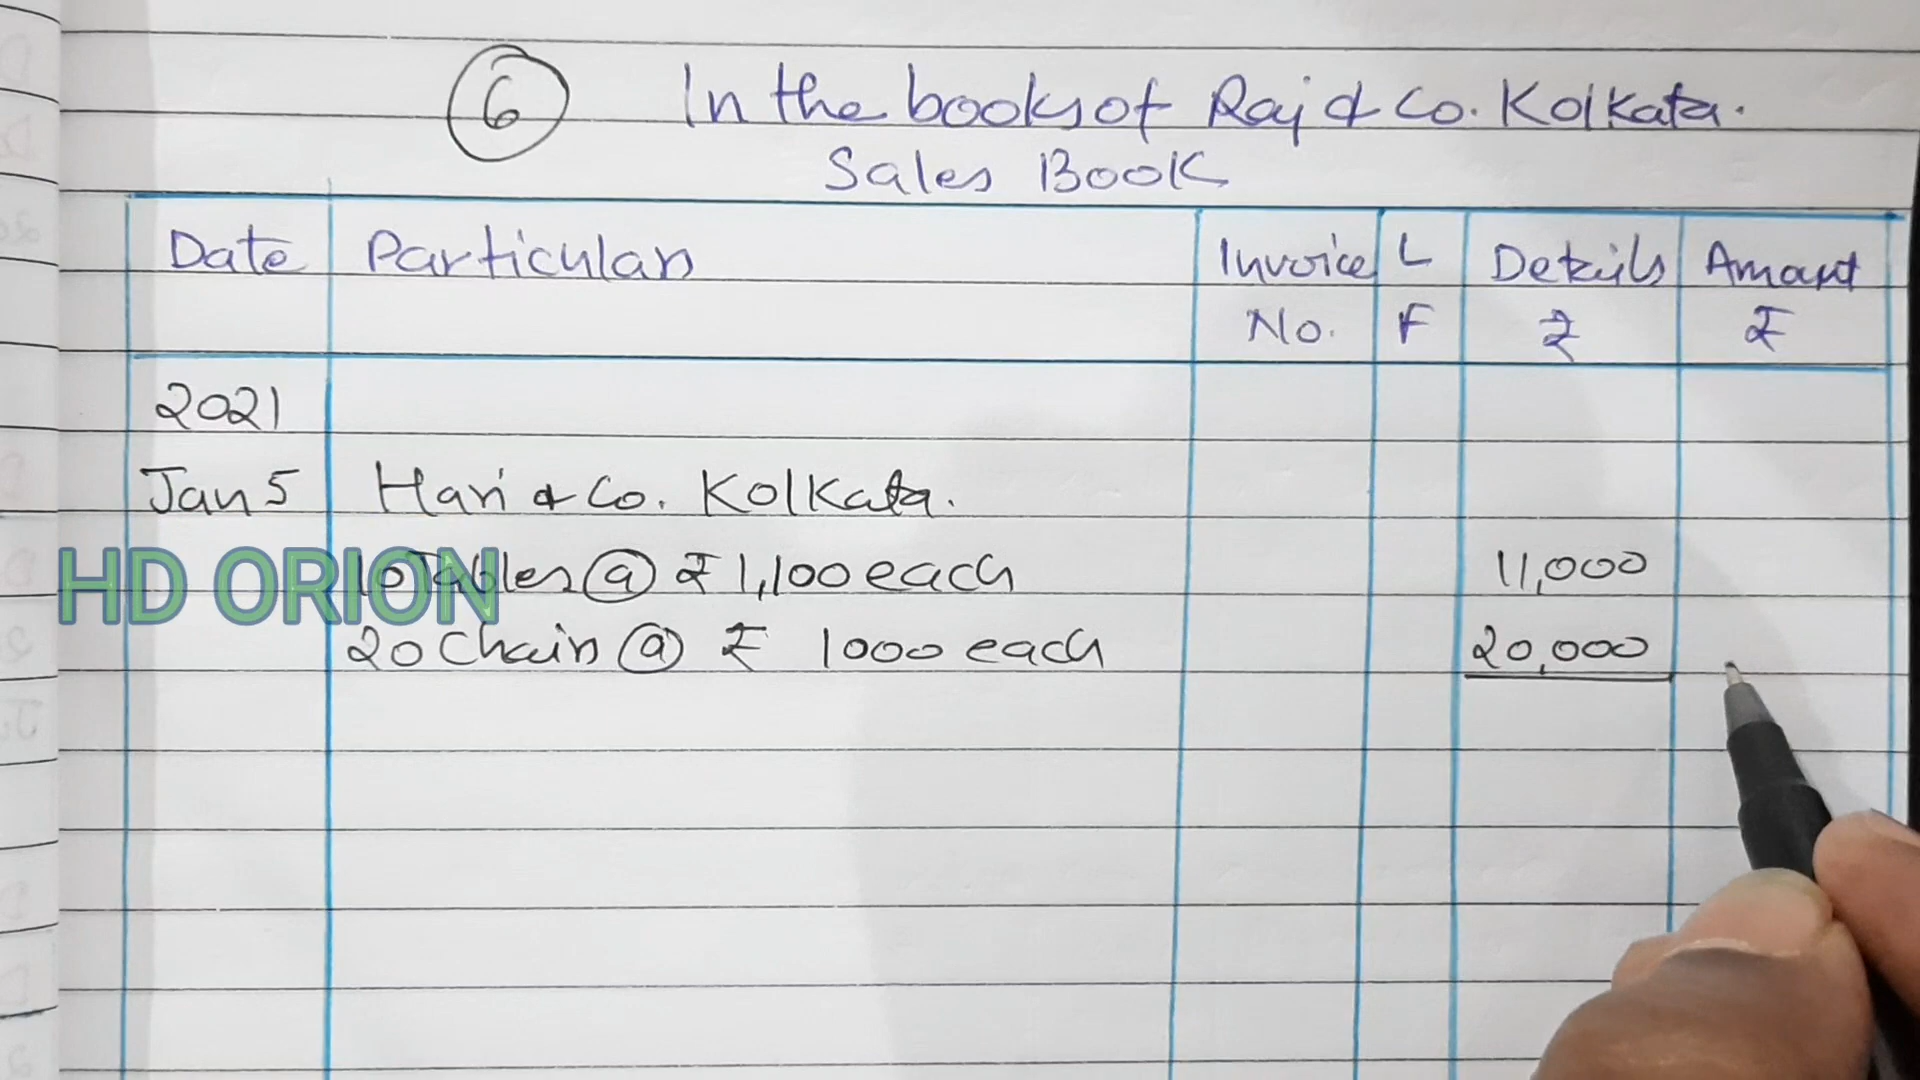 6 In the books of Raj & Co. Kolkata.
Sales Book
Date Particulars Invoice No. L F Details ₹ Amount ₹
2021
Jan 5 Hari & Co. Kolkata.
10 Tables @ ₹ 1,100 each 11,000
HD ORION
20 Chairs @ ₹ 1000 each 20,000